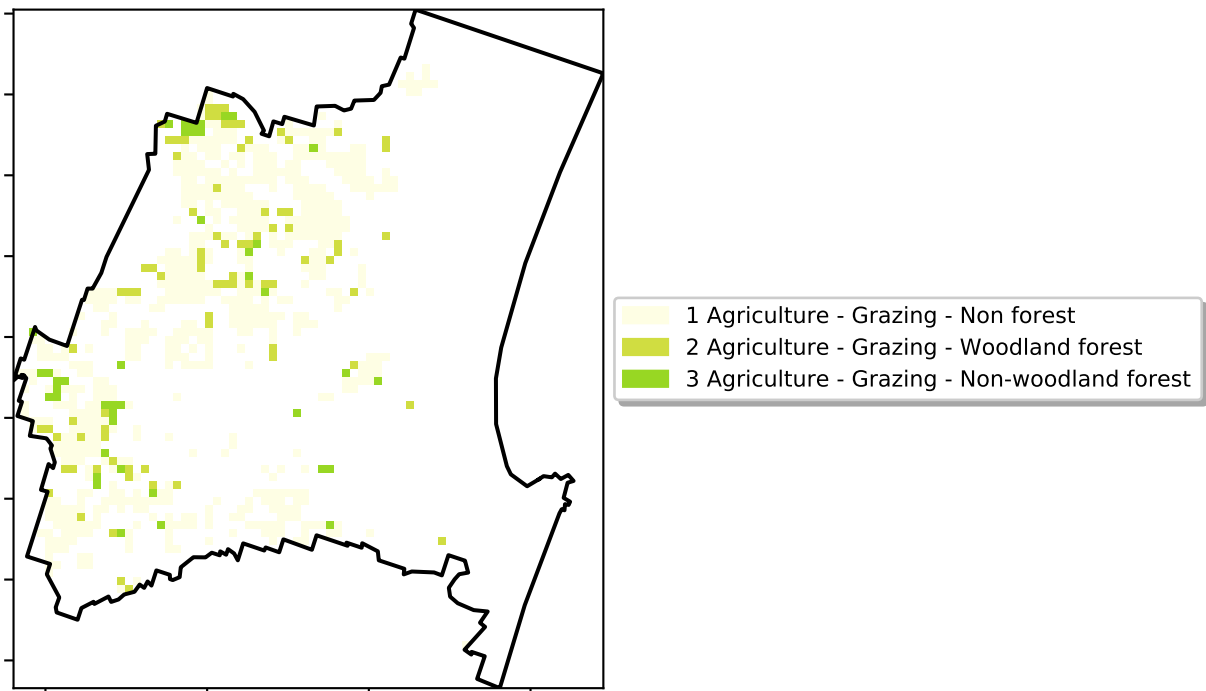 1 Agriculture - Grazing - Non forest
2 Agriculture - Grazing - Woodland forest
3 Agriculture - Grazing - Non-woodland forest